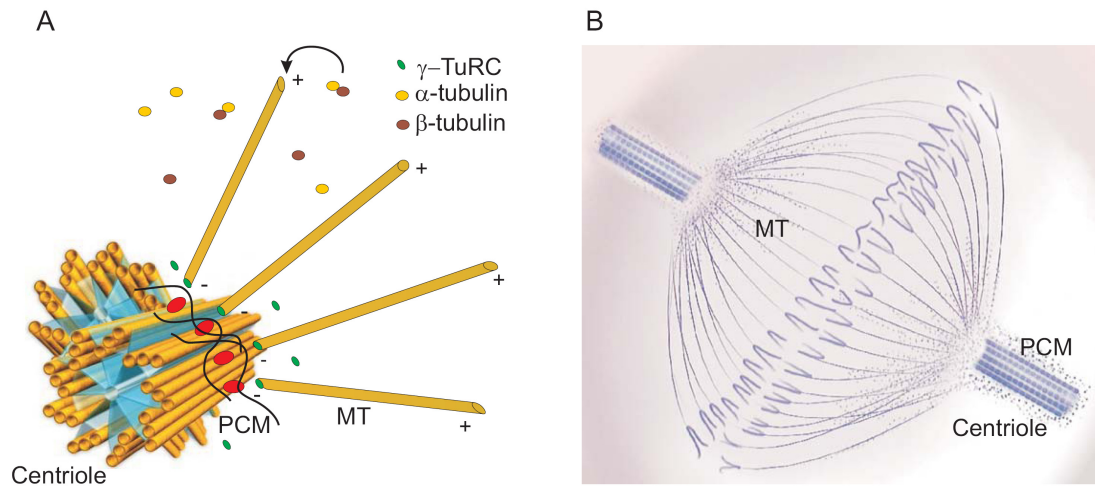 A
B
γ–TuRC
α-tubulin
β-tubulin
+
+
+
+
-
-
-
-
PCM
MT
Centriole
MT
PCM
Centriole